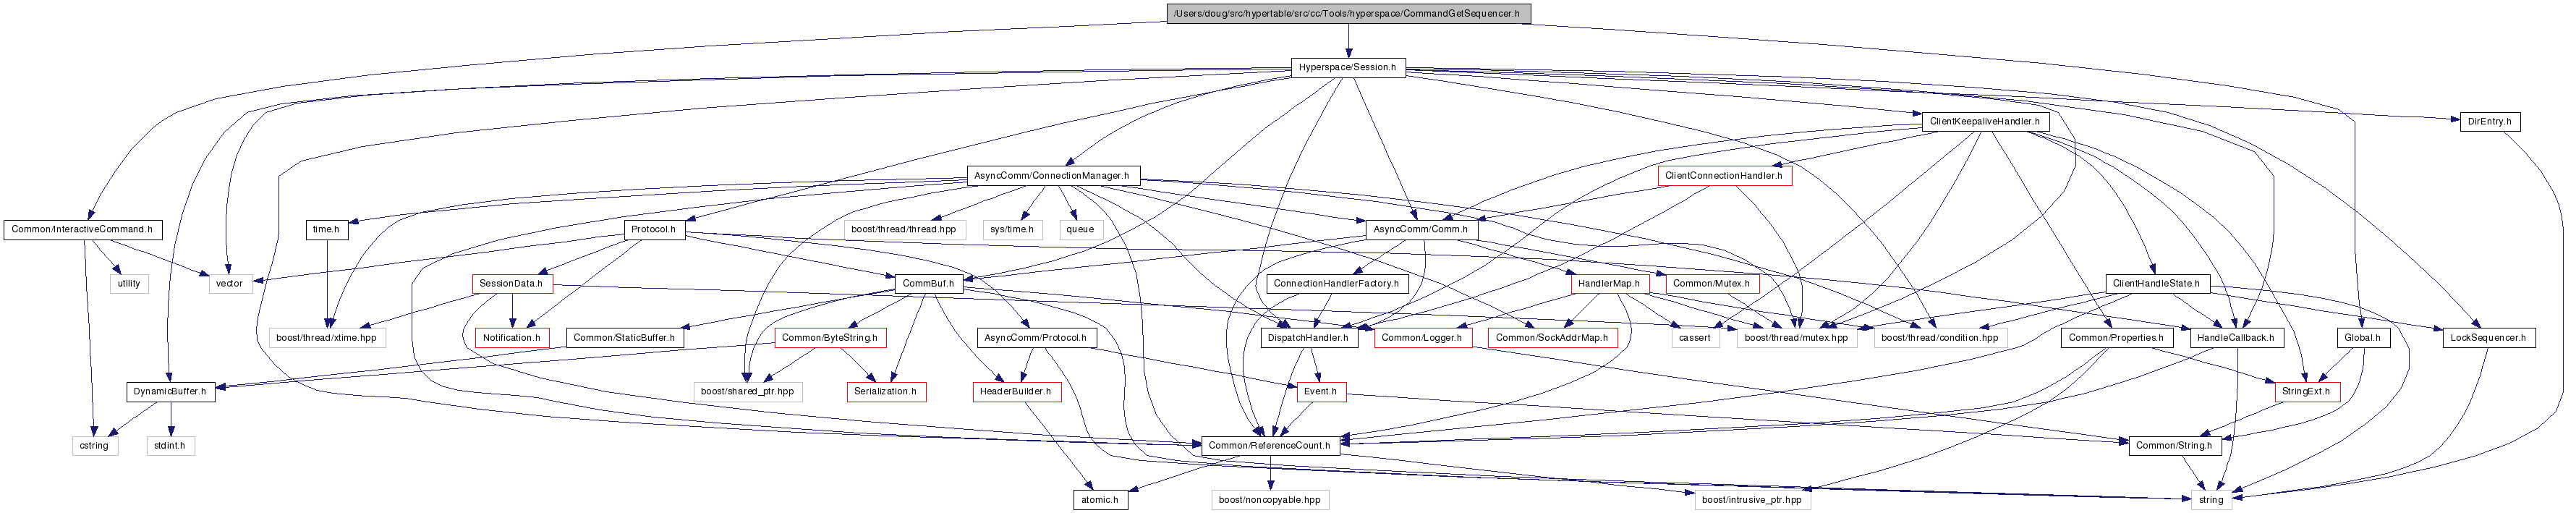 /Users/doug/src/hypertable/src/cc/Tools/hyperspace/CommandGetSequencer.h
Hyperspace/Session.h
ClientKeepaliveHandler.h
DirEntry.h
AsyncComm/ConnectionManager.h
ClientConnectionHandler.h
Common/InteractiveCommand.h
time.h
Protocol.h
boost/thread/thread.hpp
sys/time.h
queue
AsyncComm/Comm.h
utility
vector
SessionData.h
CommBuf.h
ConnectionHandlerFactory.h
HandlerMap.h
Common/Mutex.h
ClientHandleState.h
boost/thread/xtime.hpp
Notification.h
Common/StaticBuffer.h
Common/ByteString.h
AsyncComm/Protocol.h
DispatchHandler.h
Common/Logger.h
Common/SockAddrMap.h
cassert
boost/thread/mutex.hpp
boost/thread/condition.hpp
Common/Properties.h
HandleCallback.h
Global.h
LockSequencer.h
DynamicBuffer.h
boost/shared_ptr.hpp
Serialization.h
HeaderBuilder.h
Event.h
StringExt.h
cstring
stdint.h
Common/ReferenceCount.h
Common/String.h
atomic.h
boost/noncopyable.hpp
boost/intrusive_ptr.hpp
string